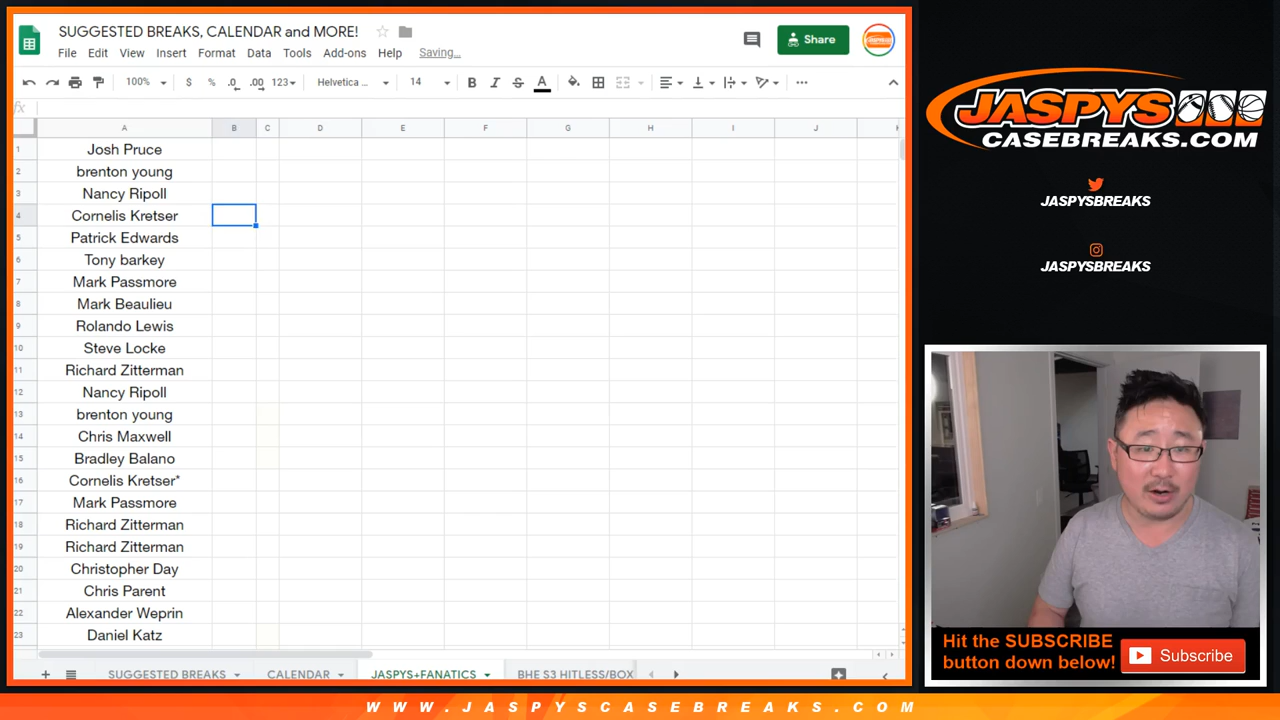 SUGGESTED BREAKS, CALENDAR and MORE!
File Edit View Insert Format Data Tools Add-ons Help Saving...
Share
100% $ % .0 .00 123 Helvetica ... 14 B I S A
fx
A B C D E F G H I J
1 Josh Pruce
2 brenton young
3 Nancy Ripoll
4 Cornelis Kretser
5 Patrick Edwards
6 Tony barkey
7 Mark Passmore
8 Mark Beaulieu
9 Rolando Lewis
10 Steve Locke
11 Richard Zitterman
12 Nancy Ripoll
13 brenton young
14 Chris Maxwell
15 Bradley Balano
16 Cornelis Kretser*
17 Mark Passmore
18 Richard Zitterman
19 Richard Zitterman
20 Christopher Day
21 Chris Parent
22 Alexander Weprin
23 Daniel Katz
SUGGESTED BREAKS CALENDAR JASPYS+FANATICS BHE S3 HITLESS/BOX
JASPYS
CASEBREAKS.COM
JASPYSBREAKS
JASPYSBREAKS
Hit the SUBSCRIBE
button down below!
Subscribe
WWW.JASPYSCASEBREAKS.COM